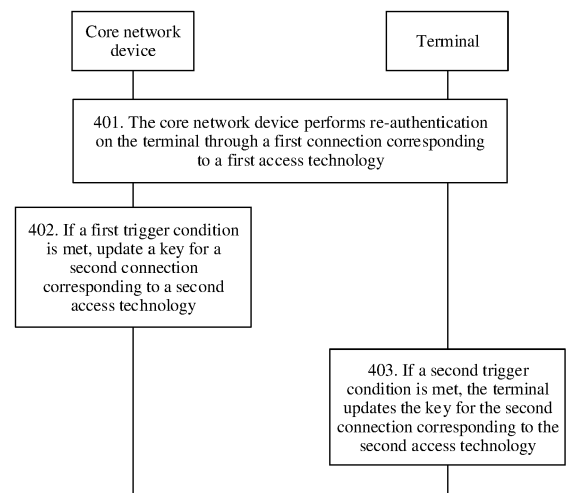 Core network
device
Terminal
401. The core network device performs re-authentication
on the terminal through a first connection corresponding
to a first access technology
402. If a first trigger condition
is met, update a key for a
second connection
corresponding to a second
access technology
403. If a second trigger
condition is met, the terminal
updates the key for the second
connection corresponding to the
second access technology